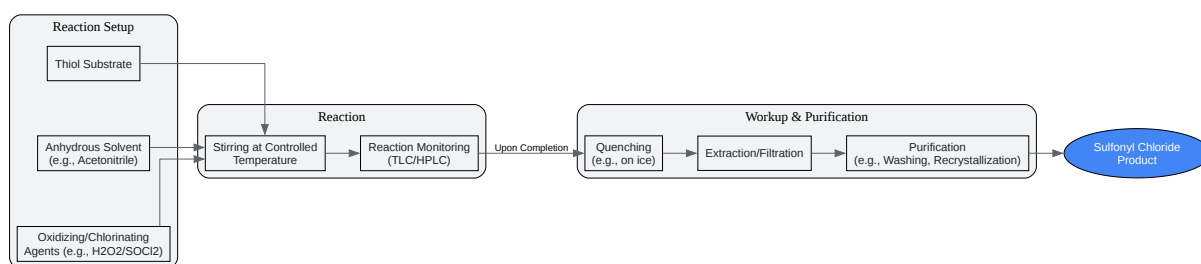 Reaction Setup
Thiol Substrate
Anhydrous Solvent
(e.g., Acetonitrile)
Oxidizing/Chlorinating
Agents (e.g., H2O2/SOCl2)
Reaction
Stirring at Controlled
Temperature
Reaction Monitoring
(TLC/HPLC)
Upon Completion
Workup & Purification
Quenching
(e.g., on ice)
Extraction/Filtration
Purification
(e.g., Washing, Recrystallization)
Sulfonyl Chloride
Product